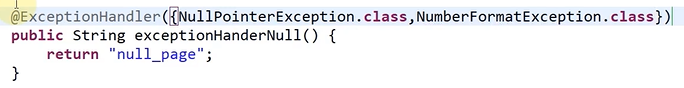 @ExceptionHandler({NullPointerException.class,NumberFormatException.class})
public String exceptionHanderNull() {
    return "null_page";
}